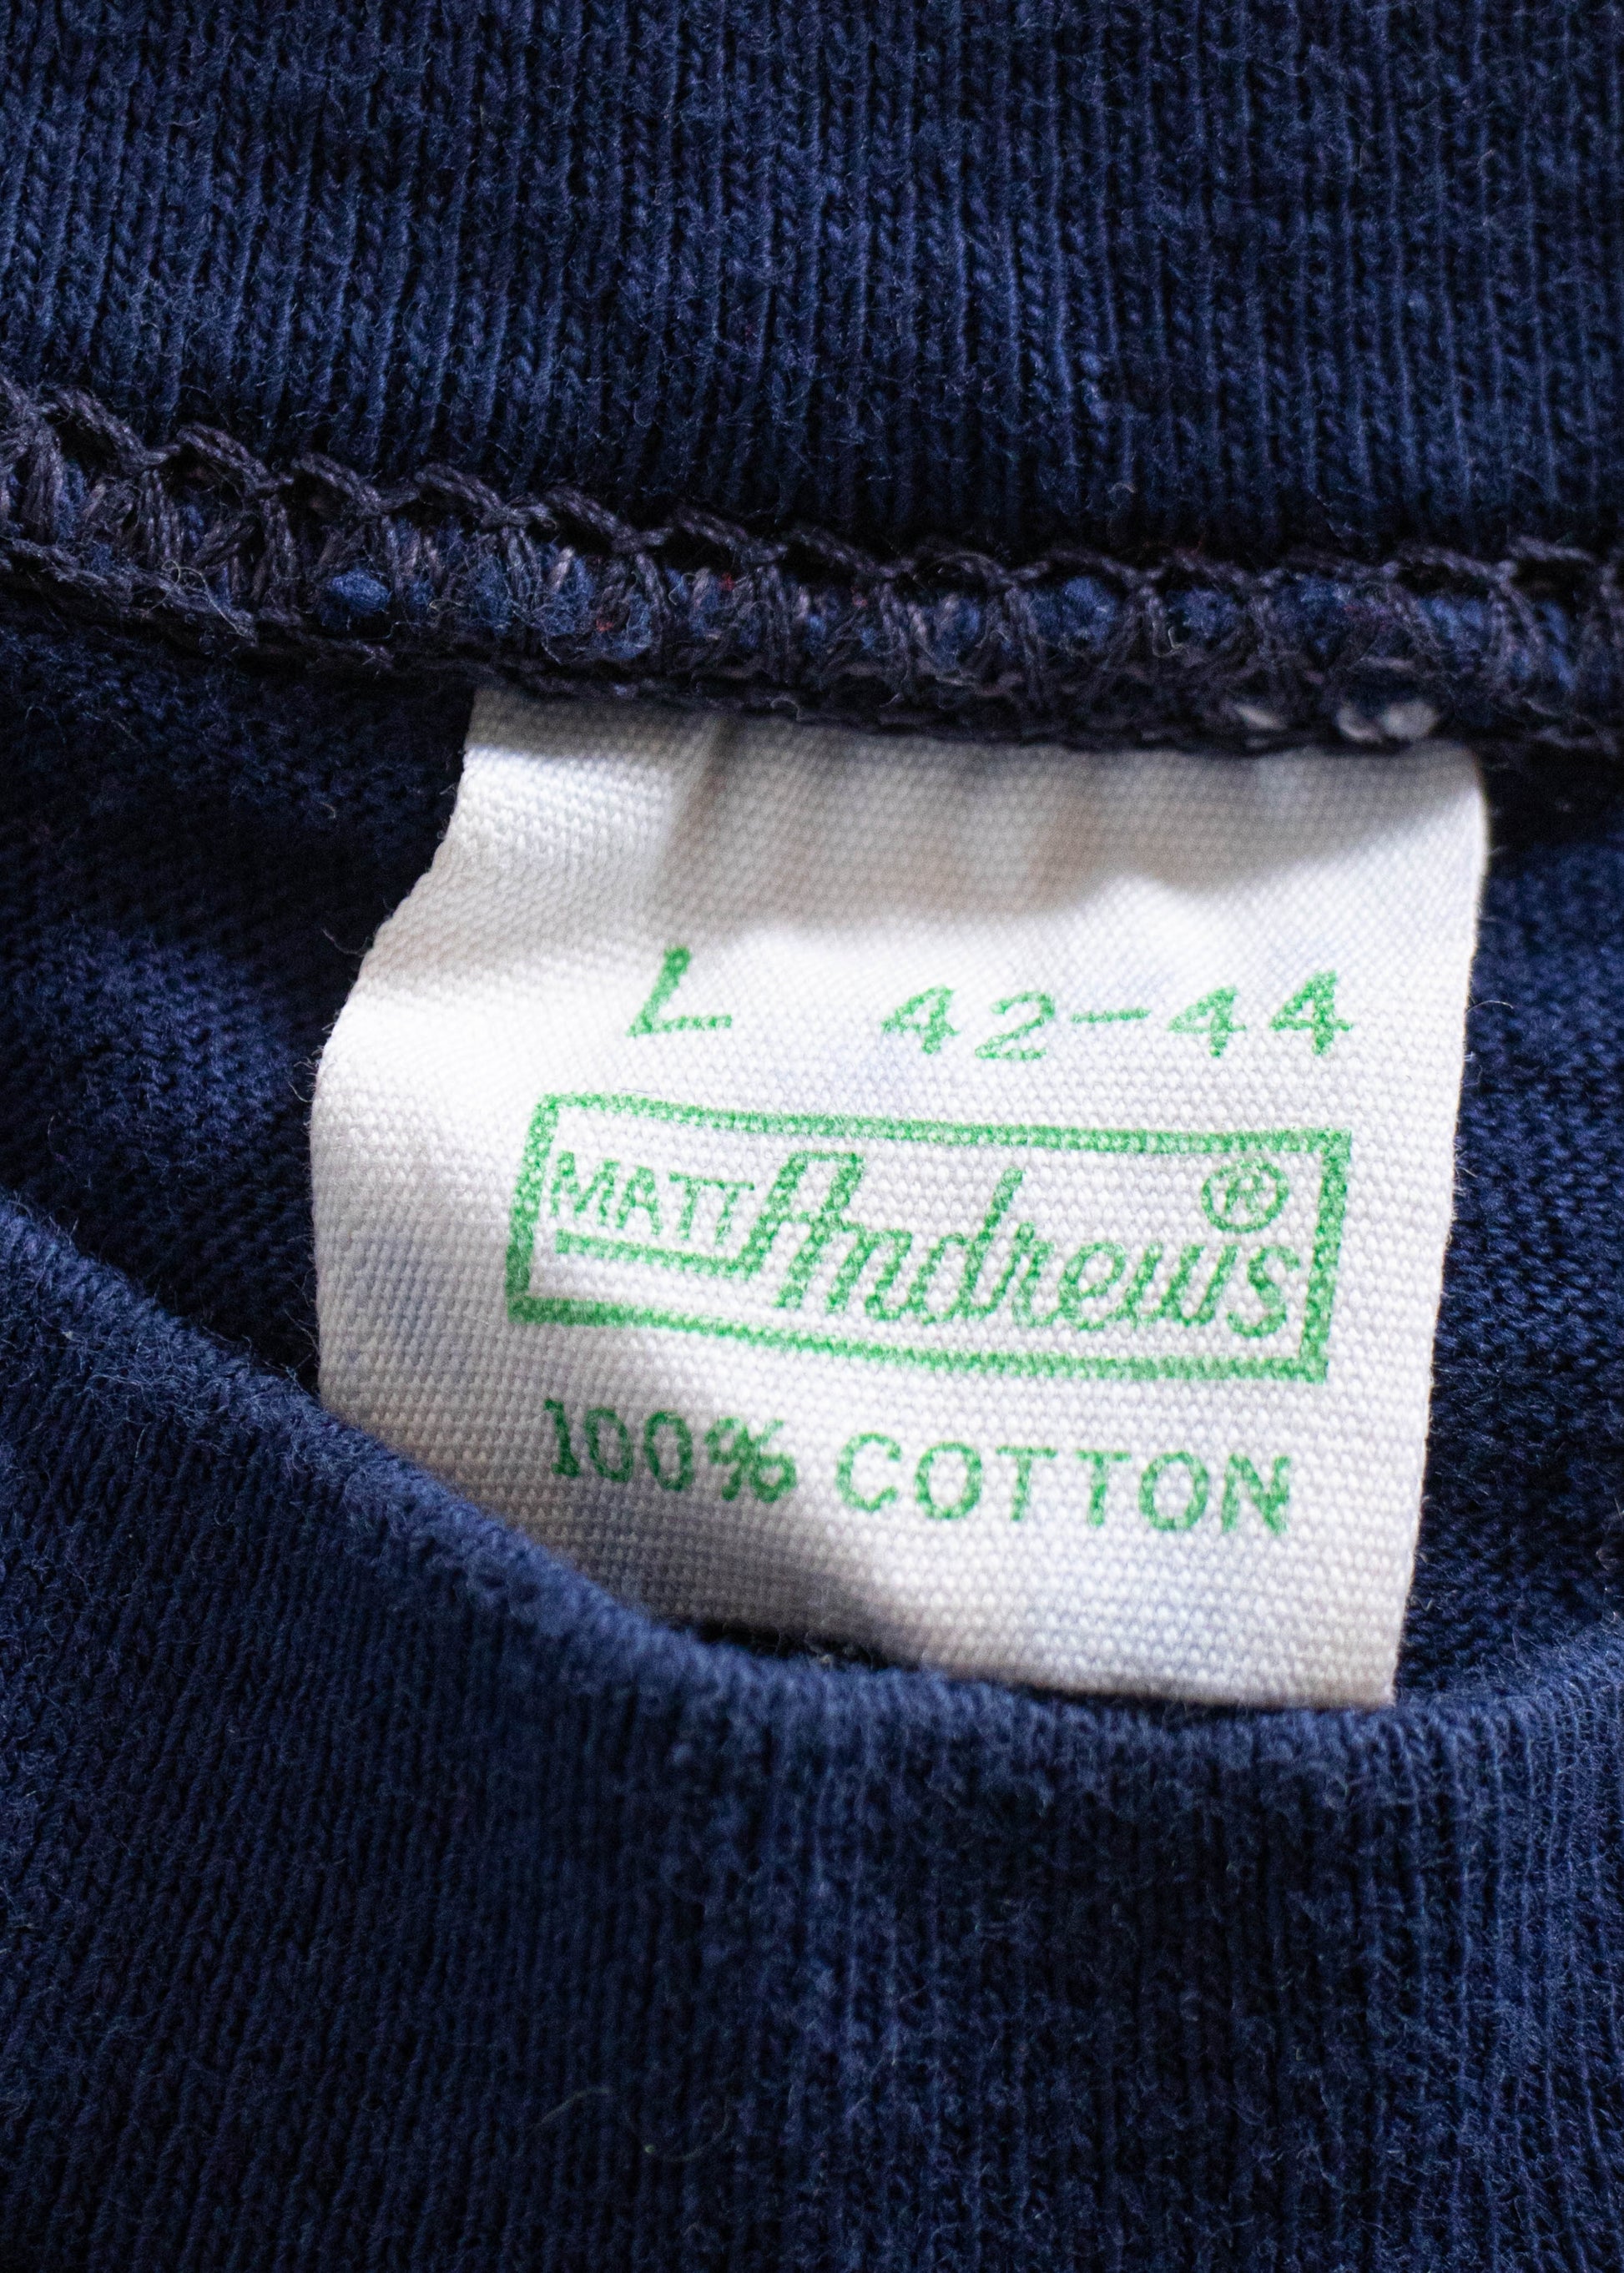 L 42-44
MATT Andrews ®
100% COTTON